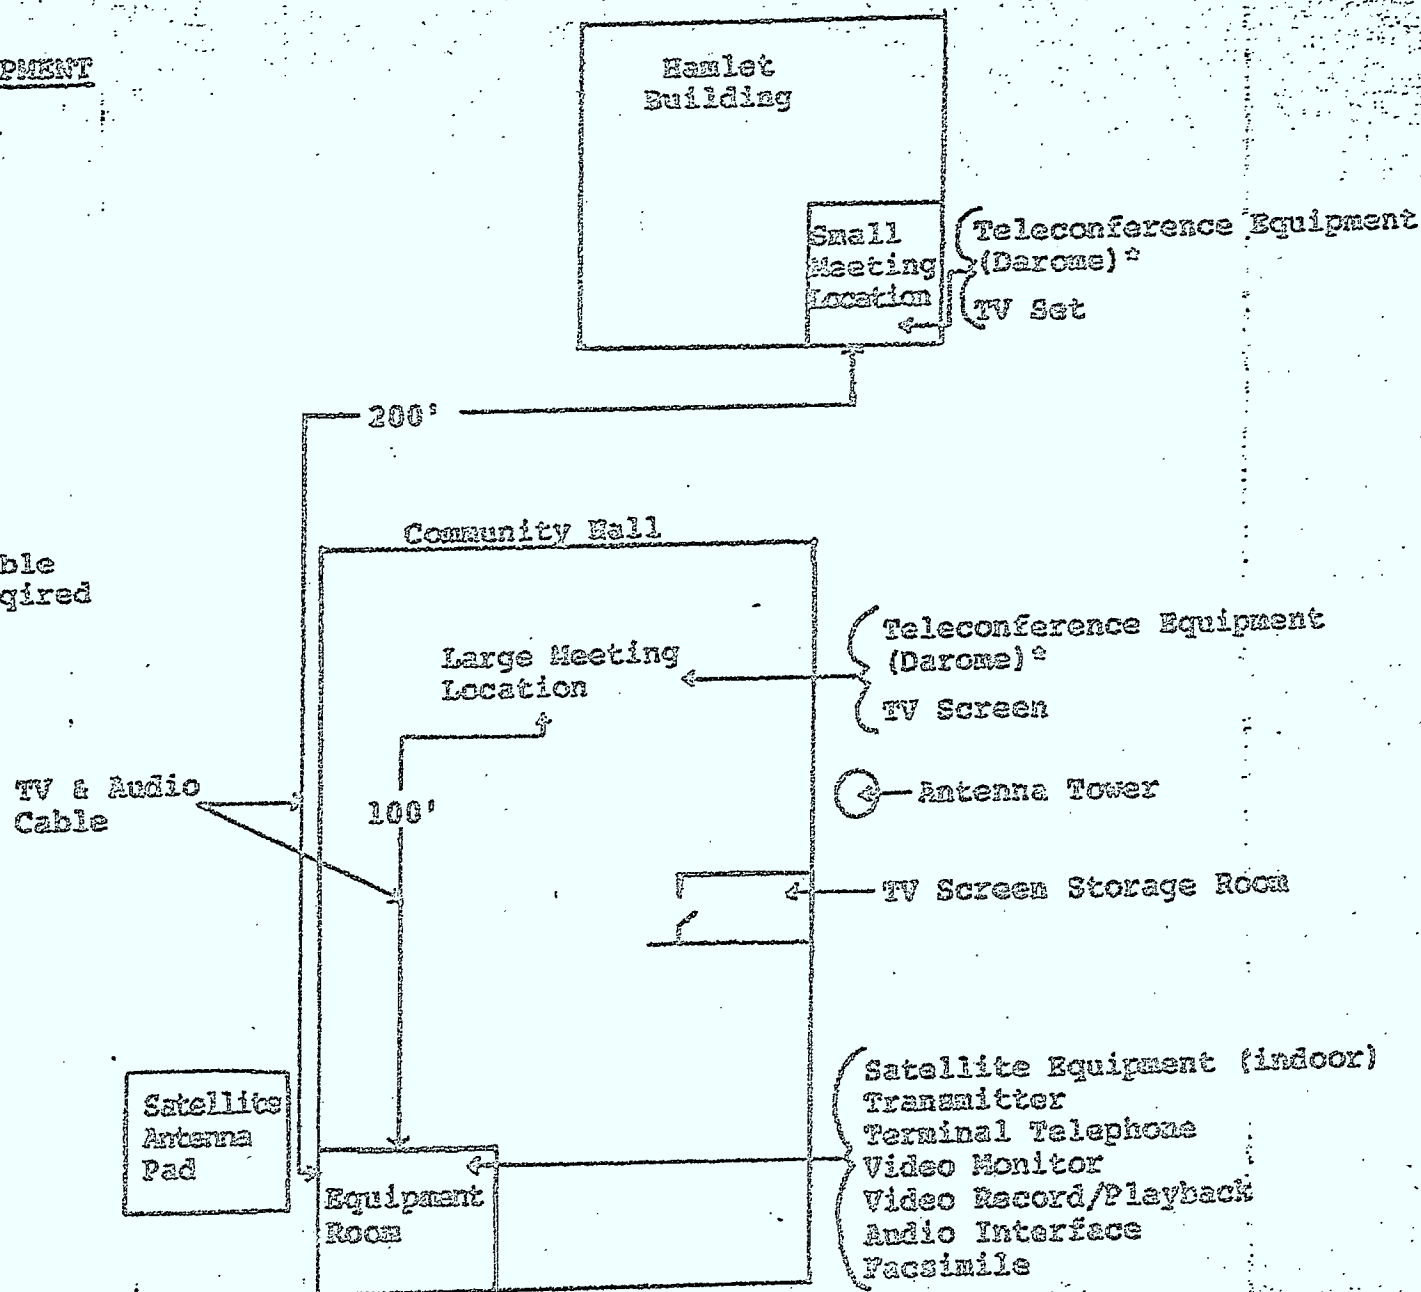 PMENT
Hamlet
Building
Small
Meeting
Location
Teleconference Equipment
(Darome)*
TV Set
200'
Community Hall
ble
qired
Large Meeting
Location
Teleconference Equipment
(Darome)*
TV Screen
TV & Audio
Cable
100'
Antenna Tower
TV Screen Storage Room
Satellite
Antenna
Pad
Equipment
Room
Satellite Equipment (indoor)
Transmitter
Terminal Telephone
Video Monitor
Video Record/Playback
Audio Interface
Facsimile